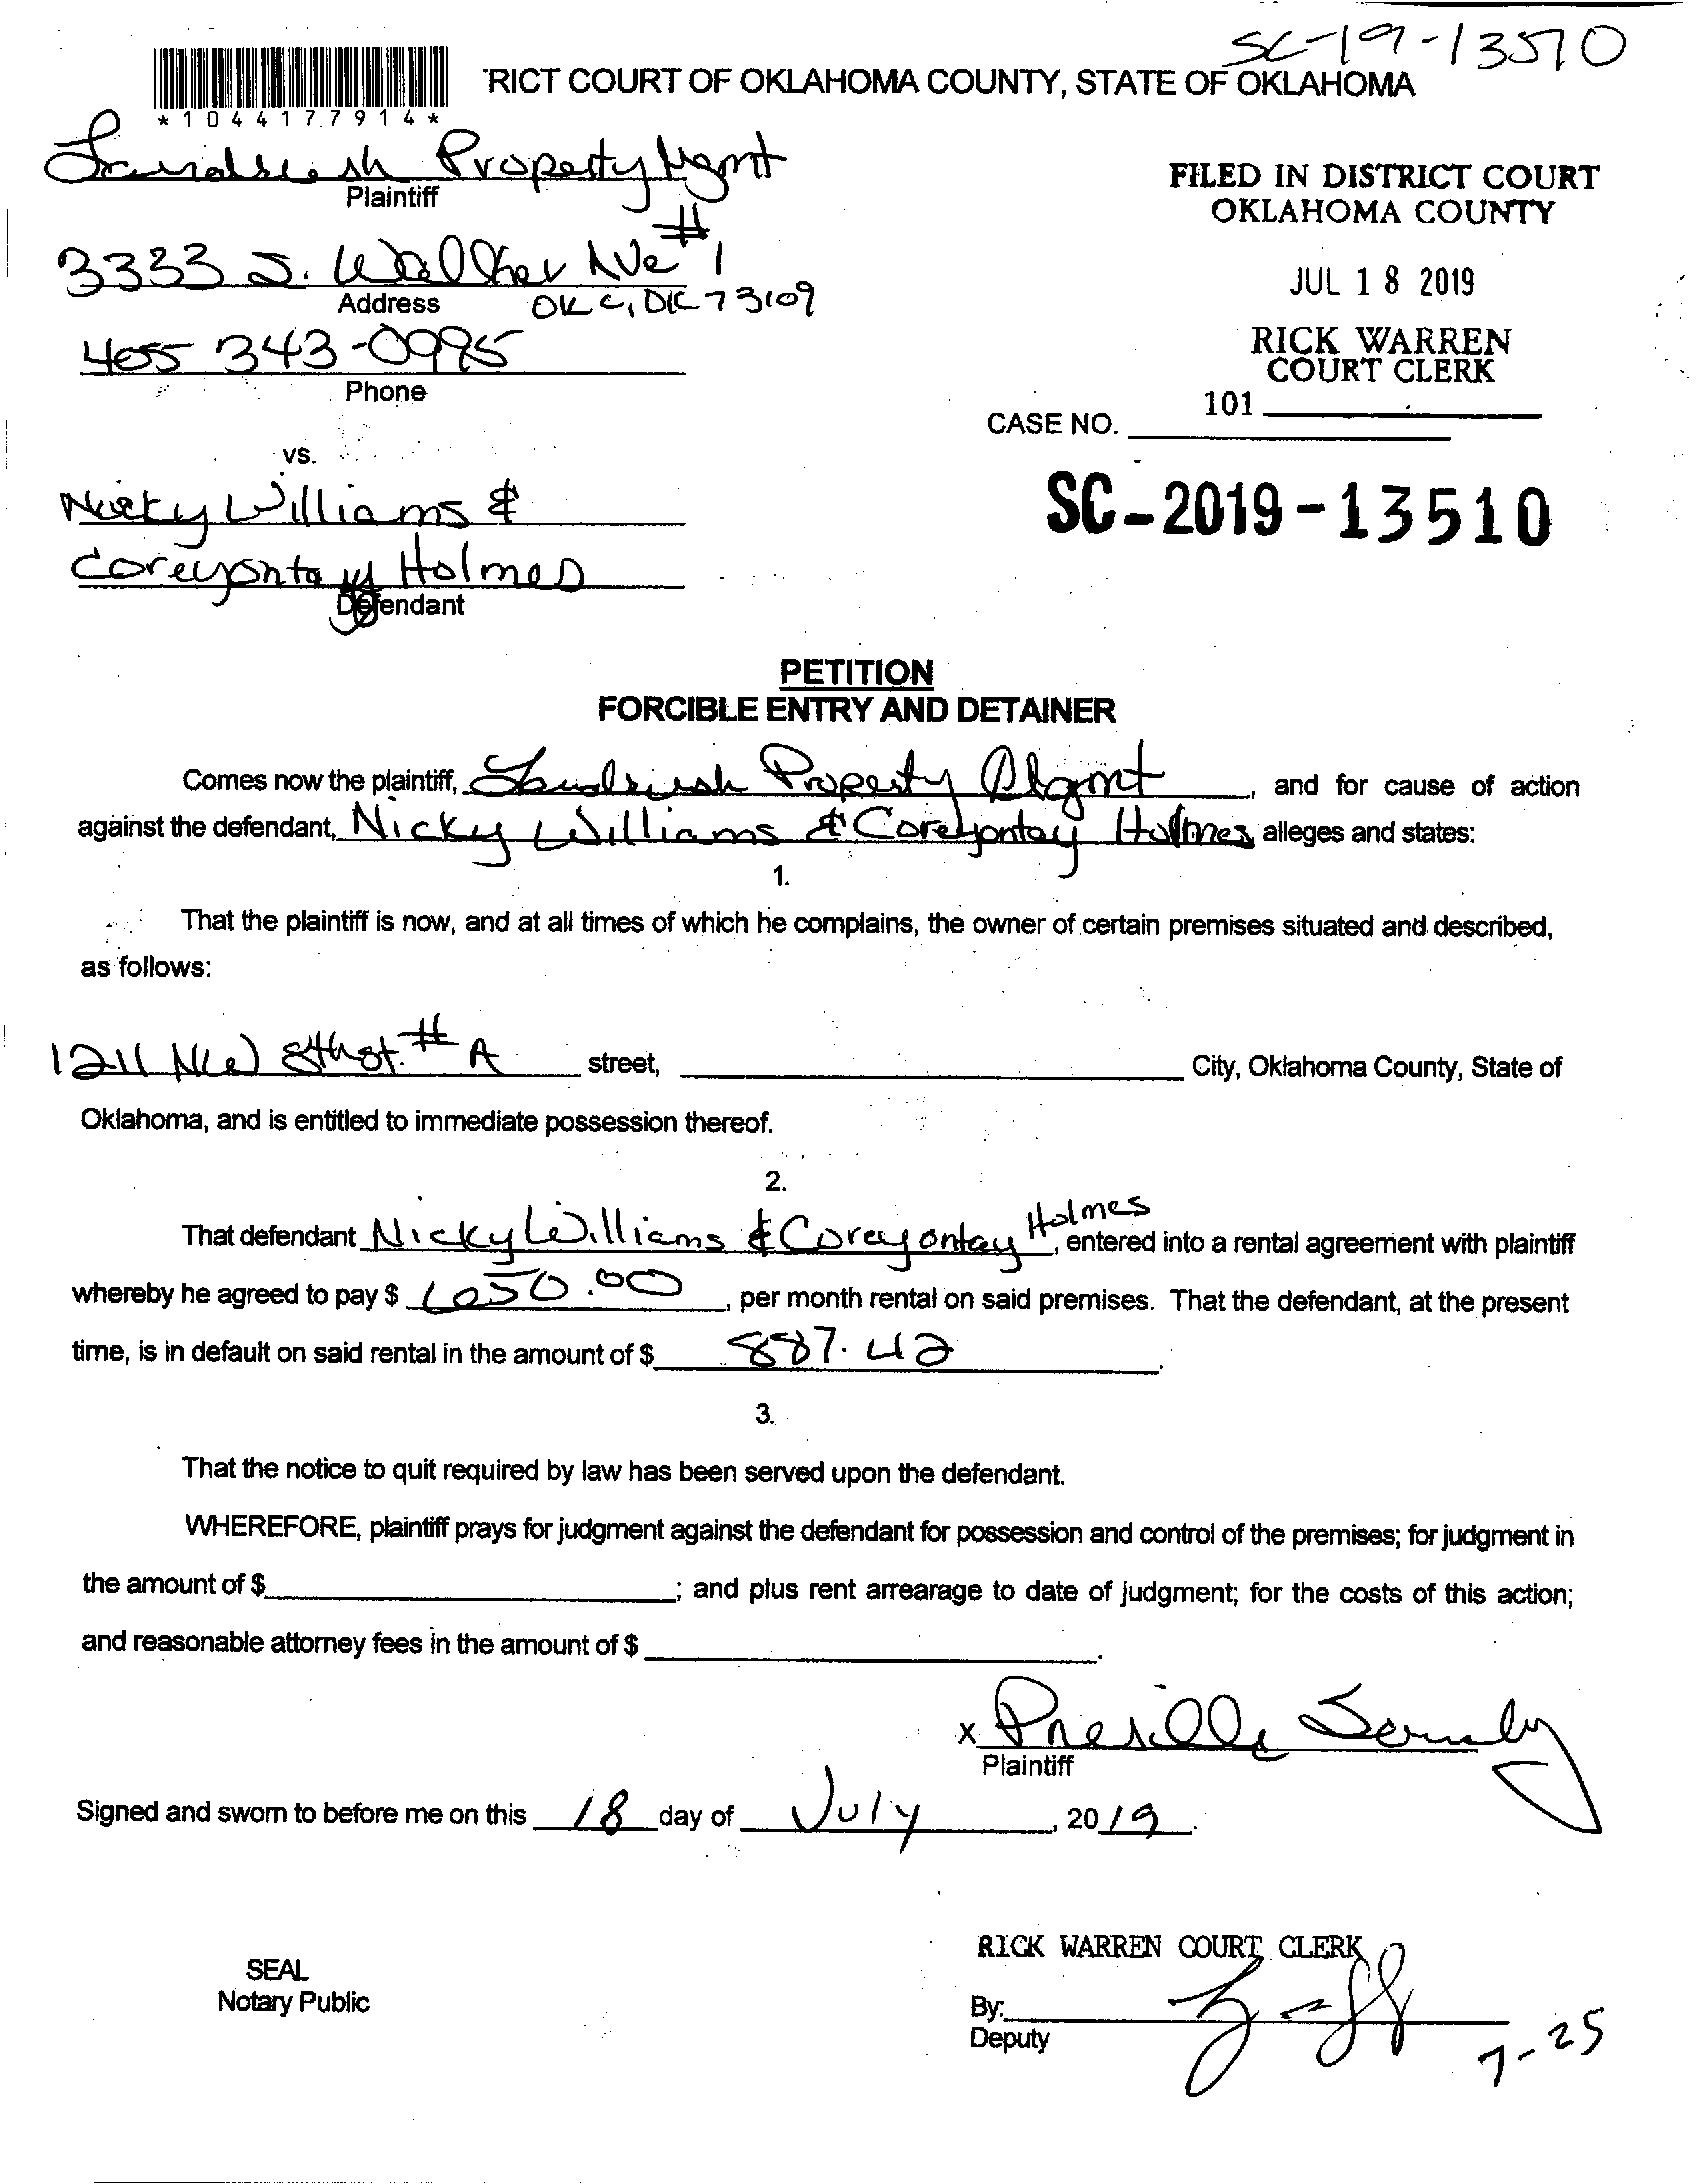 SC-19-13510
RICT COURT OF OKLAHOMA COUNTY, STATE OF OKLAHOMA
*1044177914*
Property Mgmt
Plaintiff
FILED IN DISTRICT COURT
OKLAHOMA COUNTY
3333 S. Walker Ave #1
Address
OKC, OK 73109
JUL 18 2019
405 343-0995
Phone
RICK WARREN
COURT CLERK
101
CASE NO.
vs.
Nicky Williams &
Coreyontay Holmes
Defendant
SC-2019-13510
PETITION
FORCIBLE ENTRY AND DETAINER
Comes now the plaintiff, Property Mgmt, and for cause of action
against the defendant, Nicky Williams & Coreyontay Holmes alleges and states:
1.
That the plaintiff is now, and at all times of which he complains, the owner of certain premises situated and described,
as follows:
1211 NW 8th st. # A street, City, Oklahoma County, State of
Oklahoma, and is entitled to immediate possession thereof.
2.
That defendant Nicky Williams & Coreyontay Holmes, entered into a rental agreement with plaintiff
whereby he agreed to pay $ 1050.00, per month rental on said premises. That the defendant, at the present
time, is in default on said rental in the amount of $ 887.42.
3.
That the notice to quit required by law has been served upon the defendant.
WHEREFORE, plaintiff prays for judgment against the defendant for possession and control of the premises; for judgment in
the amount of $ ; and plus rent arrearage to date of judgment; for the costs of this action;
and reasonable attorney fees in the amount of $ .
x
Plaintiff
Signed and sworn to before me on this 18 day of July, 2019.
RICK WARREN COURT CLERK
SEAL
Notary Public
By:
Deputy
7-25